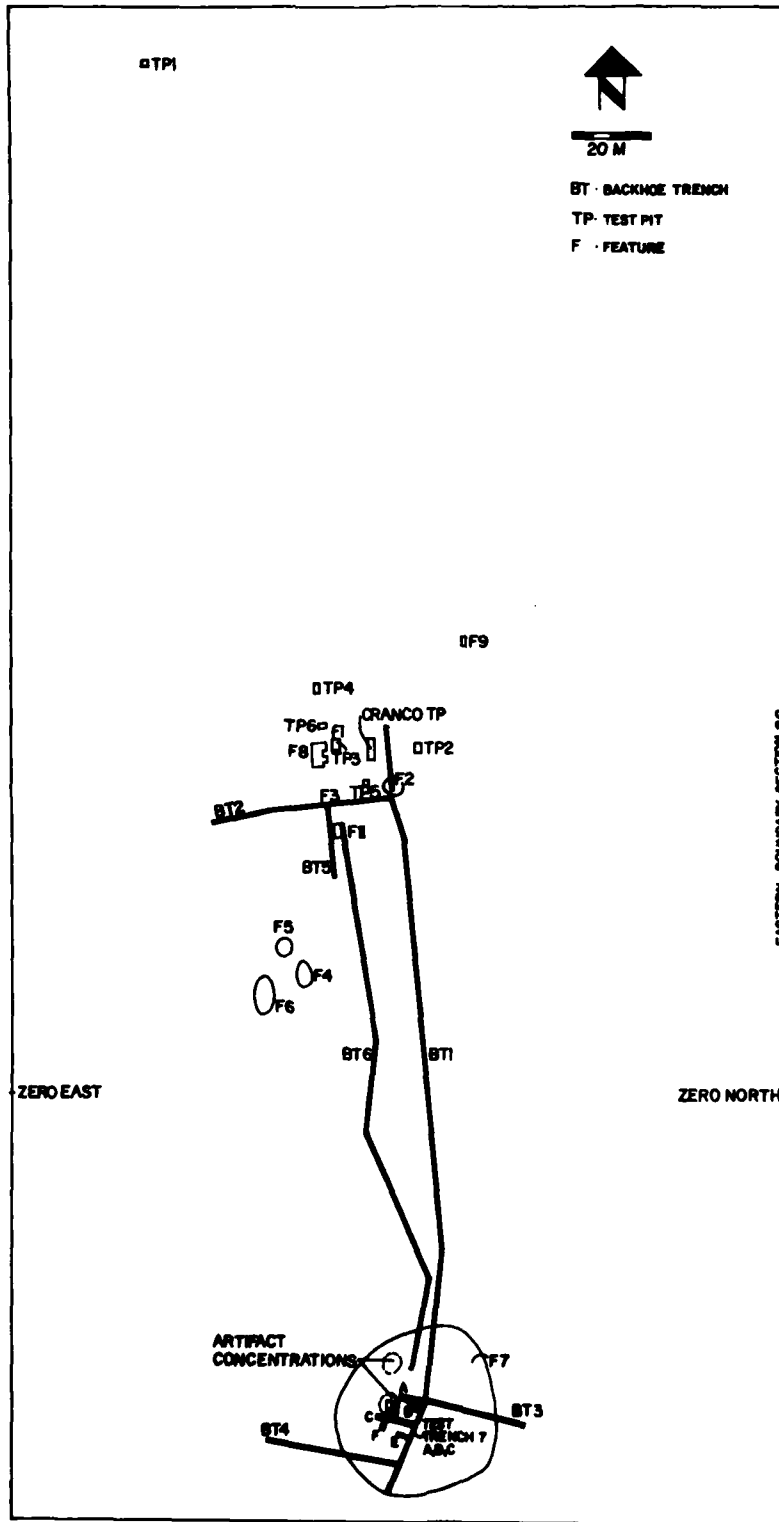 TP1
N
20 M
BT · BACKHOE TRENCH
TP · TEST PIT
F · FEATURE
F9
TP4
CRANCO TP
TP6
F1
F8
TP3
TP2
F2
TP5
F3
BT2
F11
BT5
F5
F4
F6
BT6
BT1
ZERO EAST
ZERO NORTH
ARTIFACT
CONCENTRATIONS
F7
A
C
BT3
TEST
TRENCH 7
A,B,C
F
E
BT4